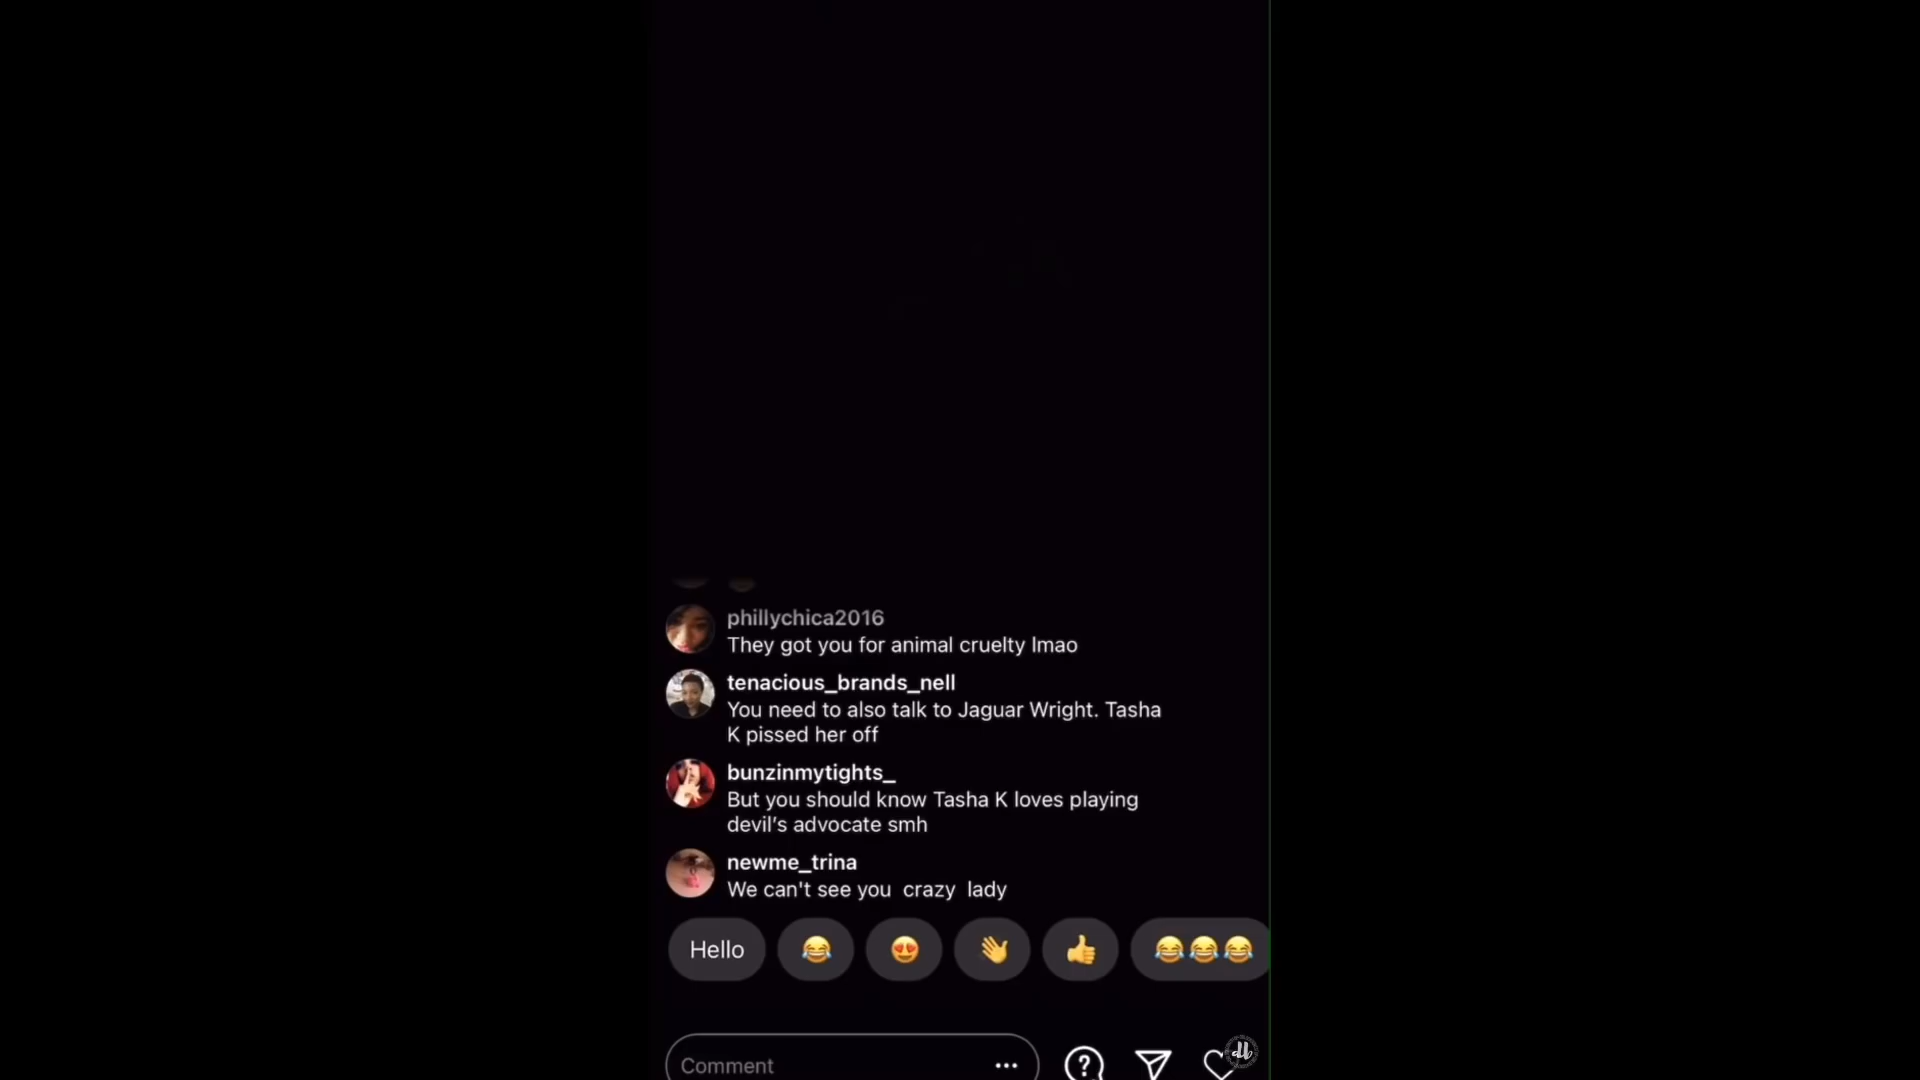 phillychica2016
They got you for animal cruelty lmao
tenacious_brands_nell
You need to also talk to Jaguar Wright. Tasha
K pissed her off
bunzinmytights_
But you should know Tasha K loves playing
devil's advocate smh
newme_trina
We can't see you  crazy  lady
Hello 😂 😍 👋 👍 😂😂😂
Comment ...
?
db